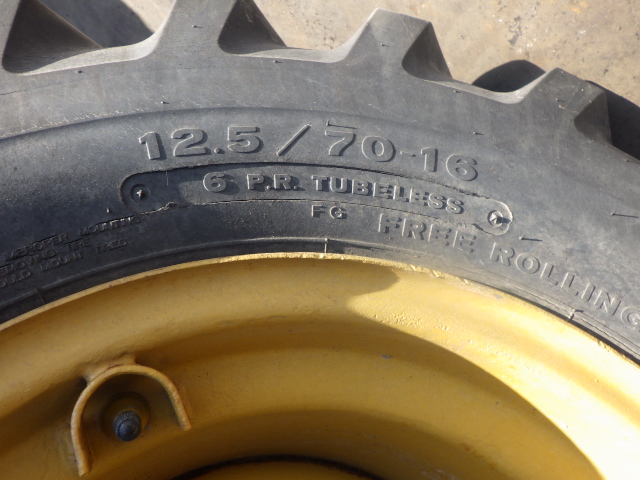 12.5/70-16
6 P.R. TUBELESS
FG FREE ROLLING